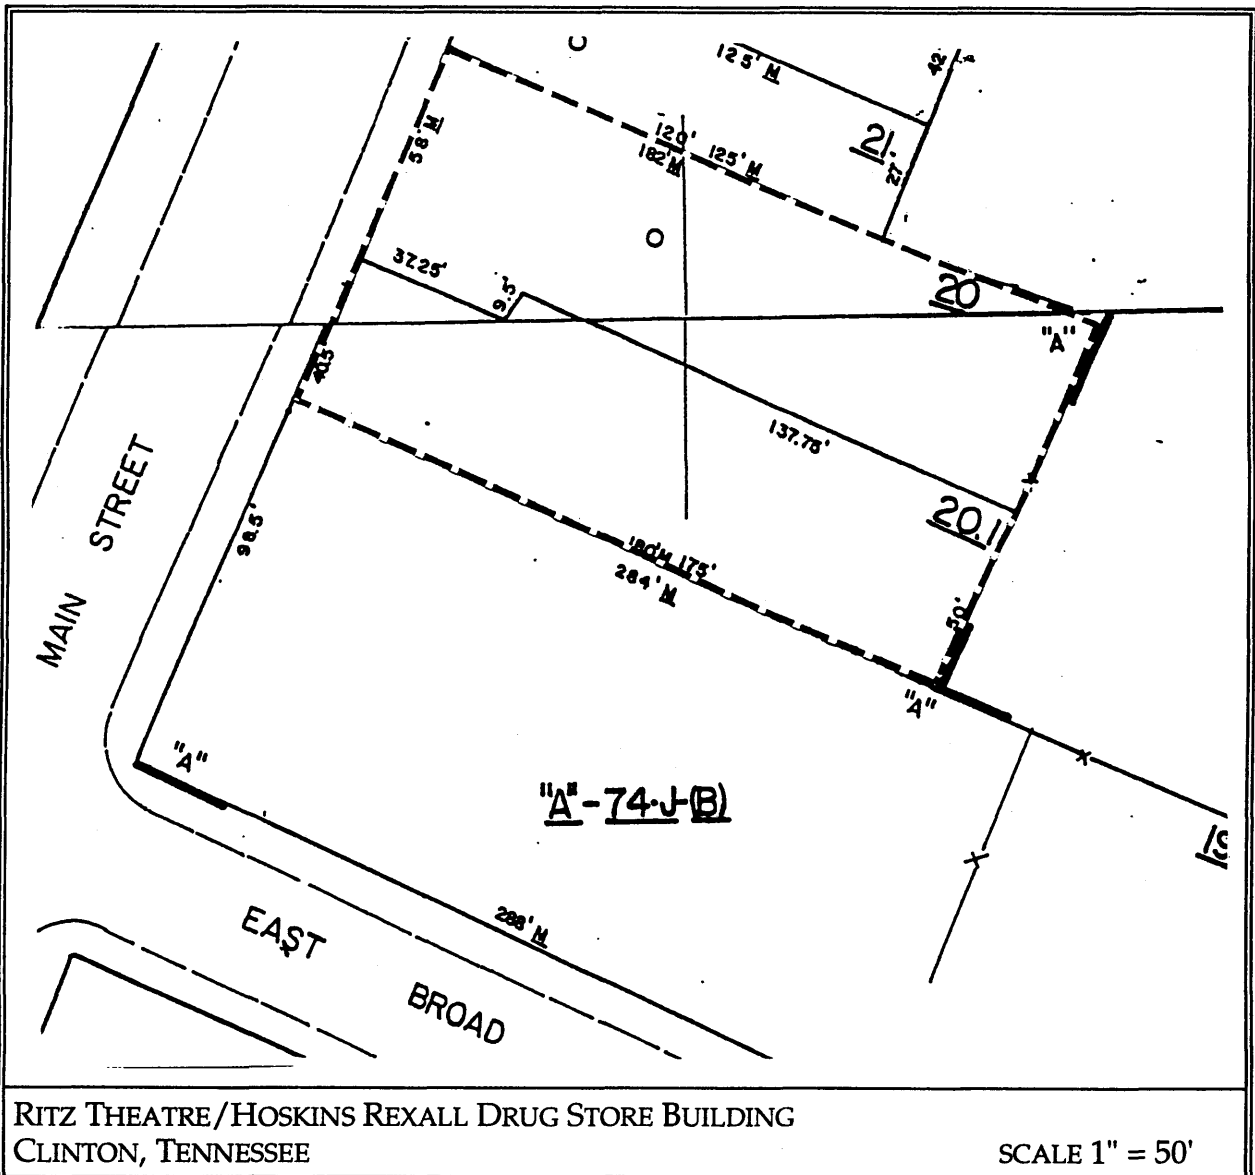 C
125' M
42
58' M
120'
182' M 125' M
21.
27'
O
37.25'
9.5'
20
"A"
40.5
137.75'
MAIN STREET
98.5'
20.1
180' M 175'
284' M
50'
"A"
"A"
"A"-74-J-(B)
EAST BROAD
288' M
RITZ THEATRE/HOSKINS REXALL DRUG STORE BUILDING
CLINTON, TENNESSEE
SCALE 1" = 50'